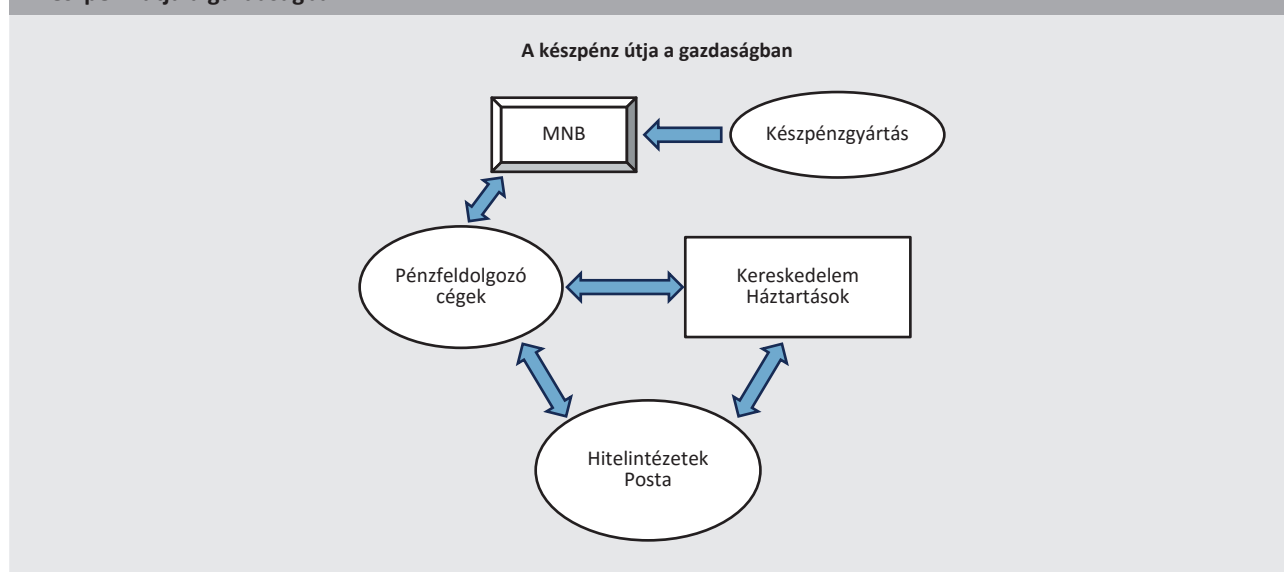 A készpénz útja a gazdaságban
MNB
Készpénzgyártás
Pénzfeldolgozó
cégek
Kereskedelem
Háztartások
Hitelintézetek
Posta